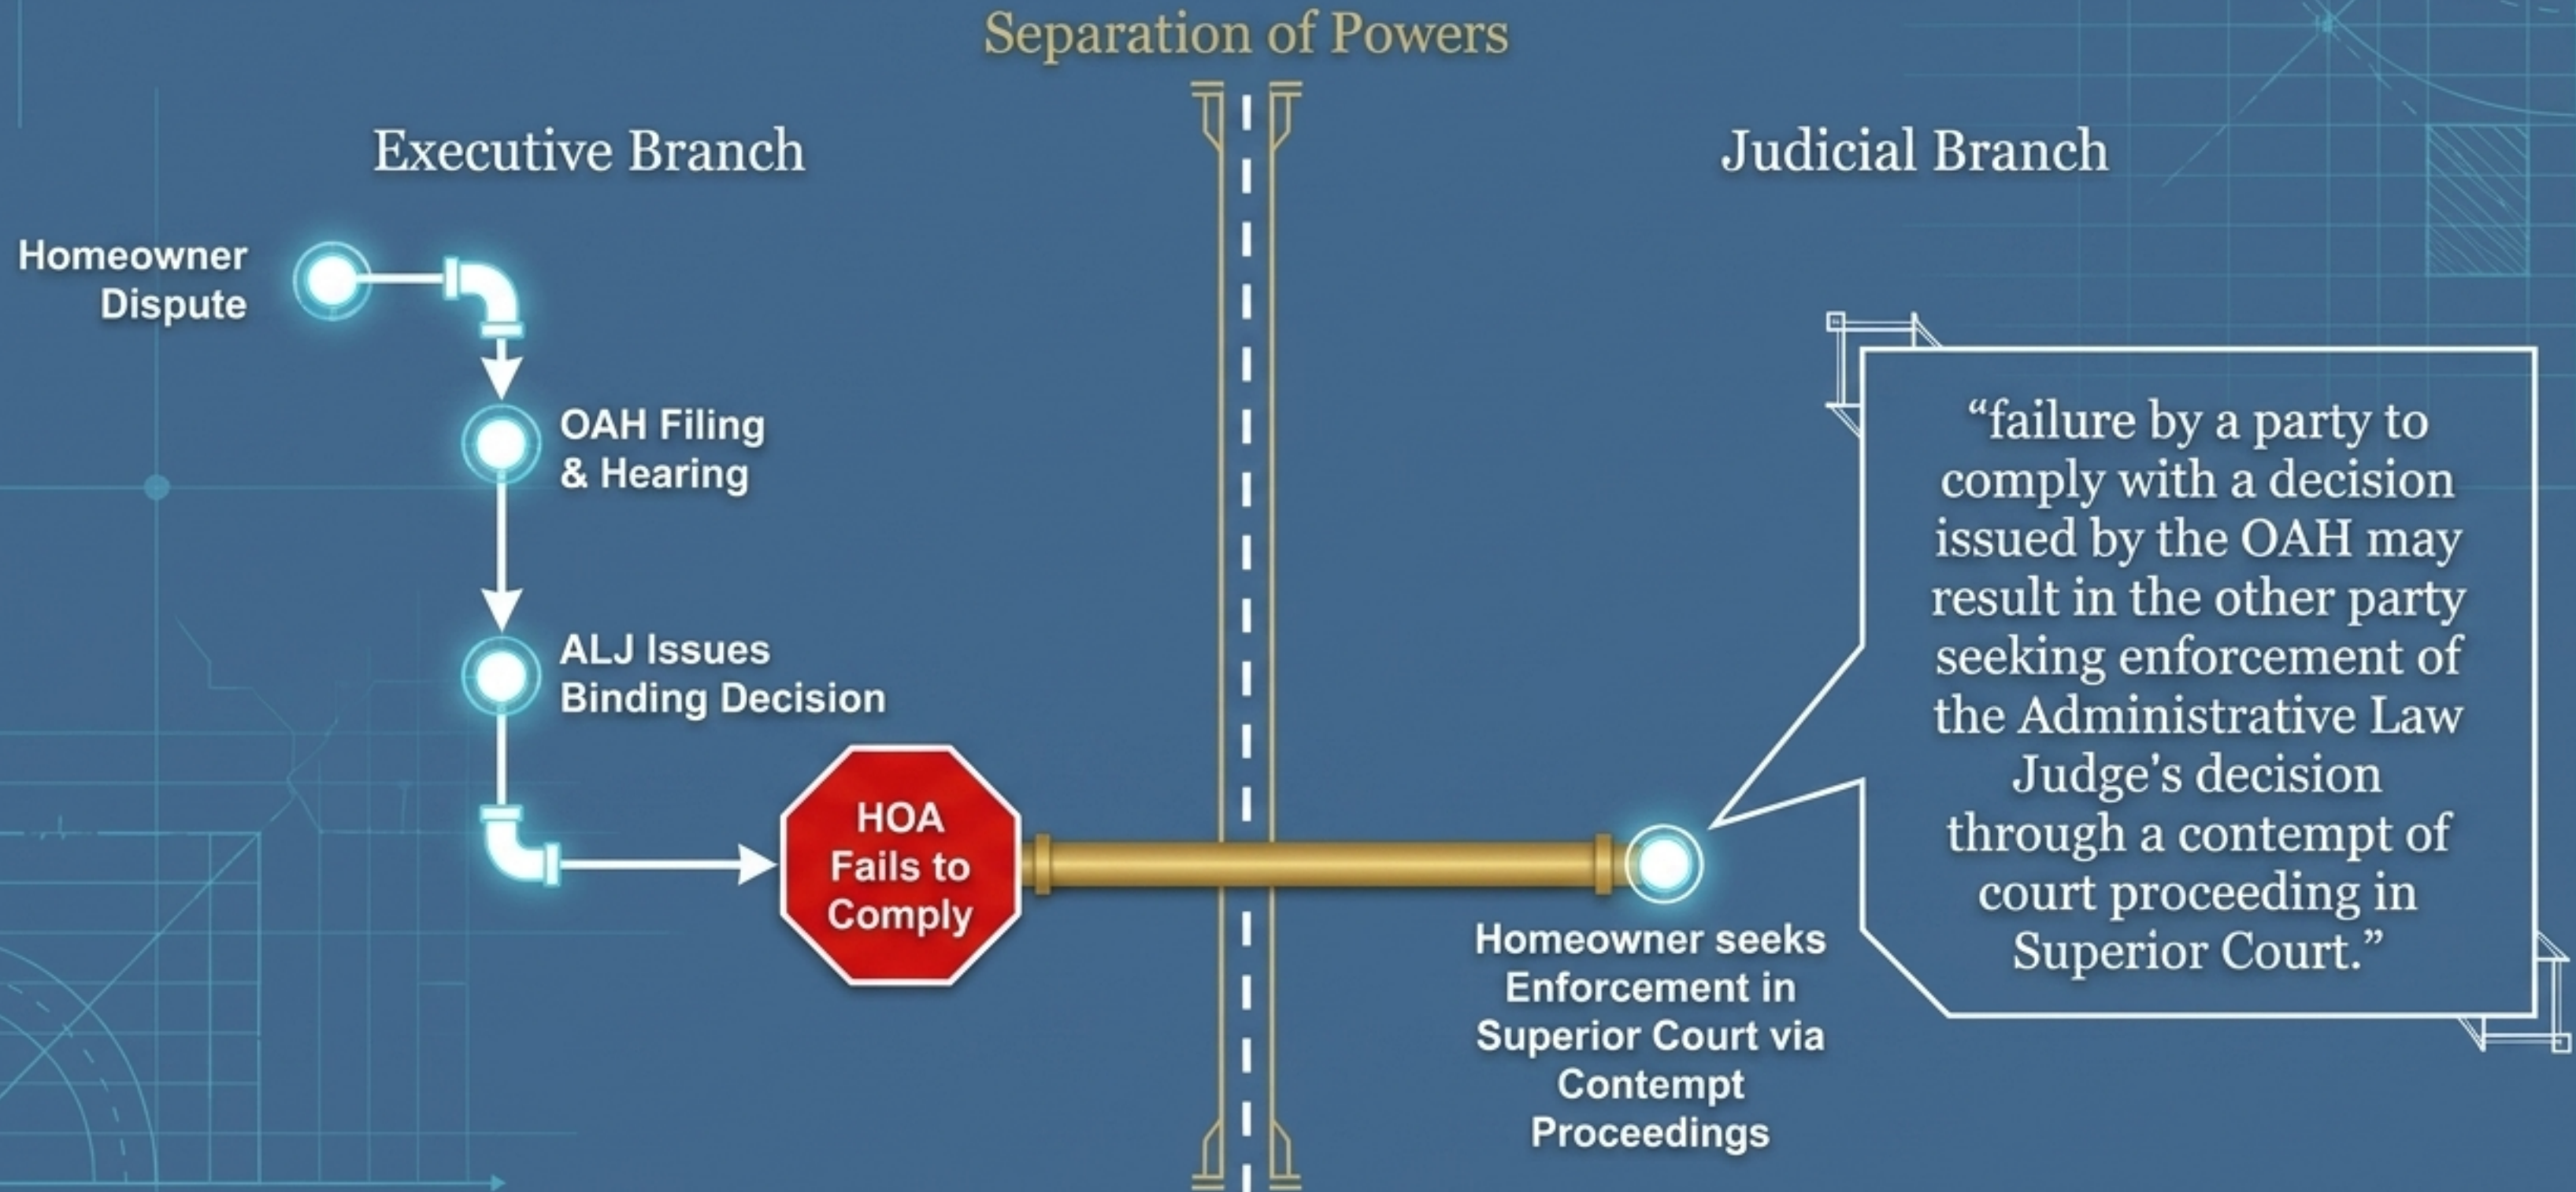 Separation of Powers
Executive Branch
Judicial Branch
Homeowner
Dispute
OAH Filing
& Hearing
ALJ Issues
Binding Decision
HOA
Fails to
Comply
Homeowner seeks
Enforcement in
Superior Court via
Contempt
Proceedings
“failure by a party to
comply with a decision
issued by the OAH may
result in the other party
seeking enforcement of
the Administrative Law
Judge’s decision
through a contempt of
court proceeding in
Superior Court.”